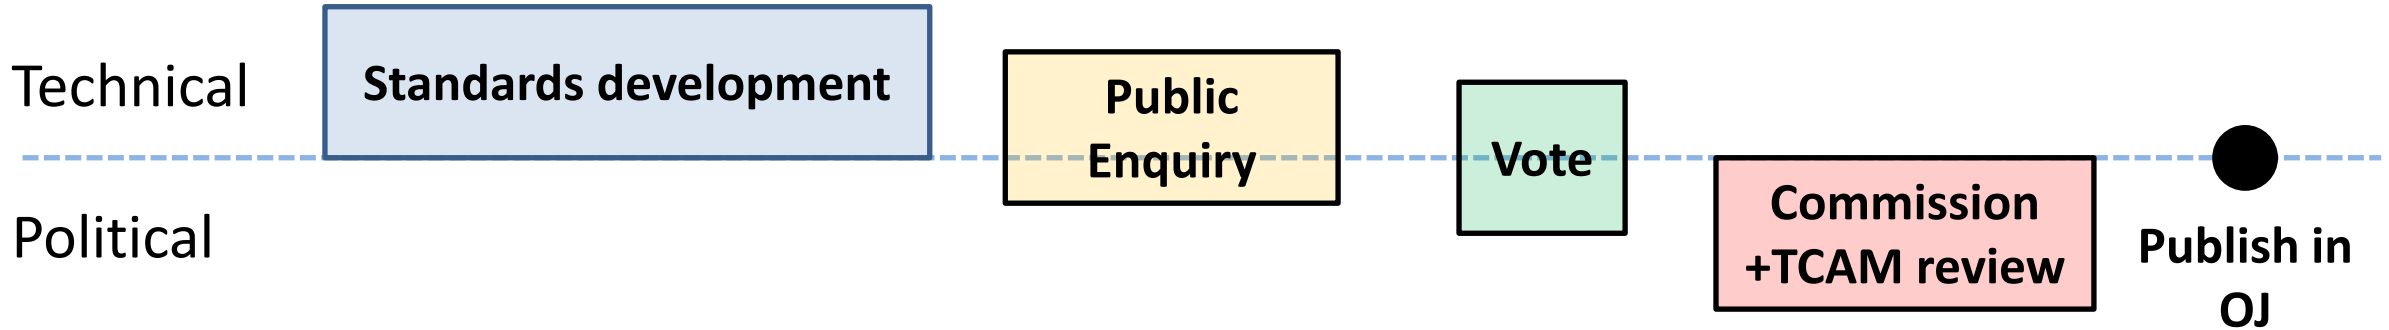 Technical
Standards development
Public
Enquiry
Vote
Political
Commission
+TCAM review
Publish in
OJ